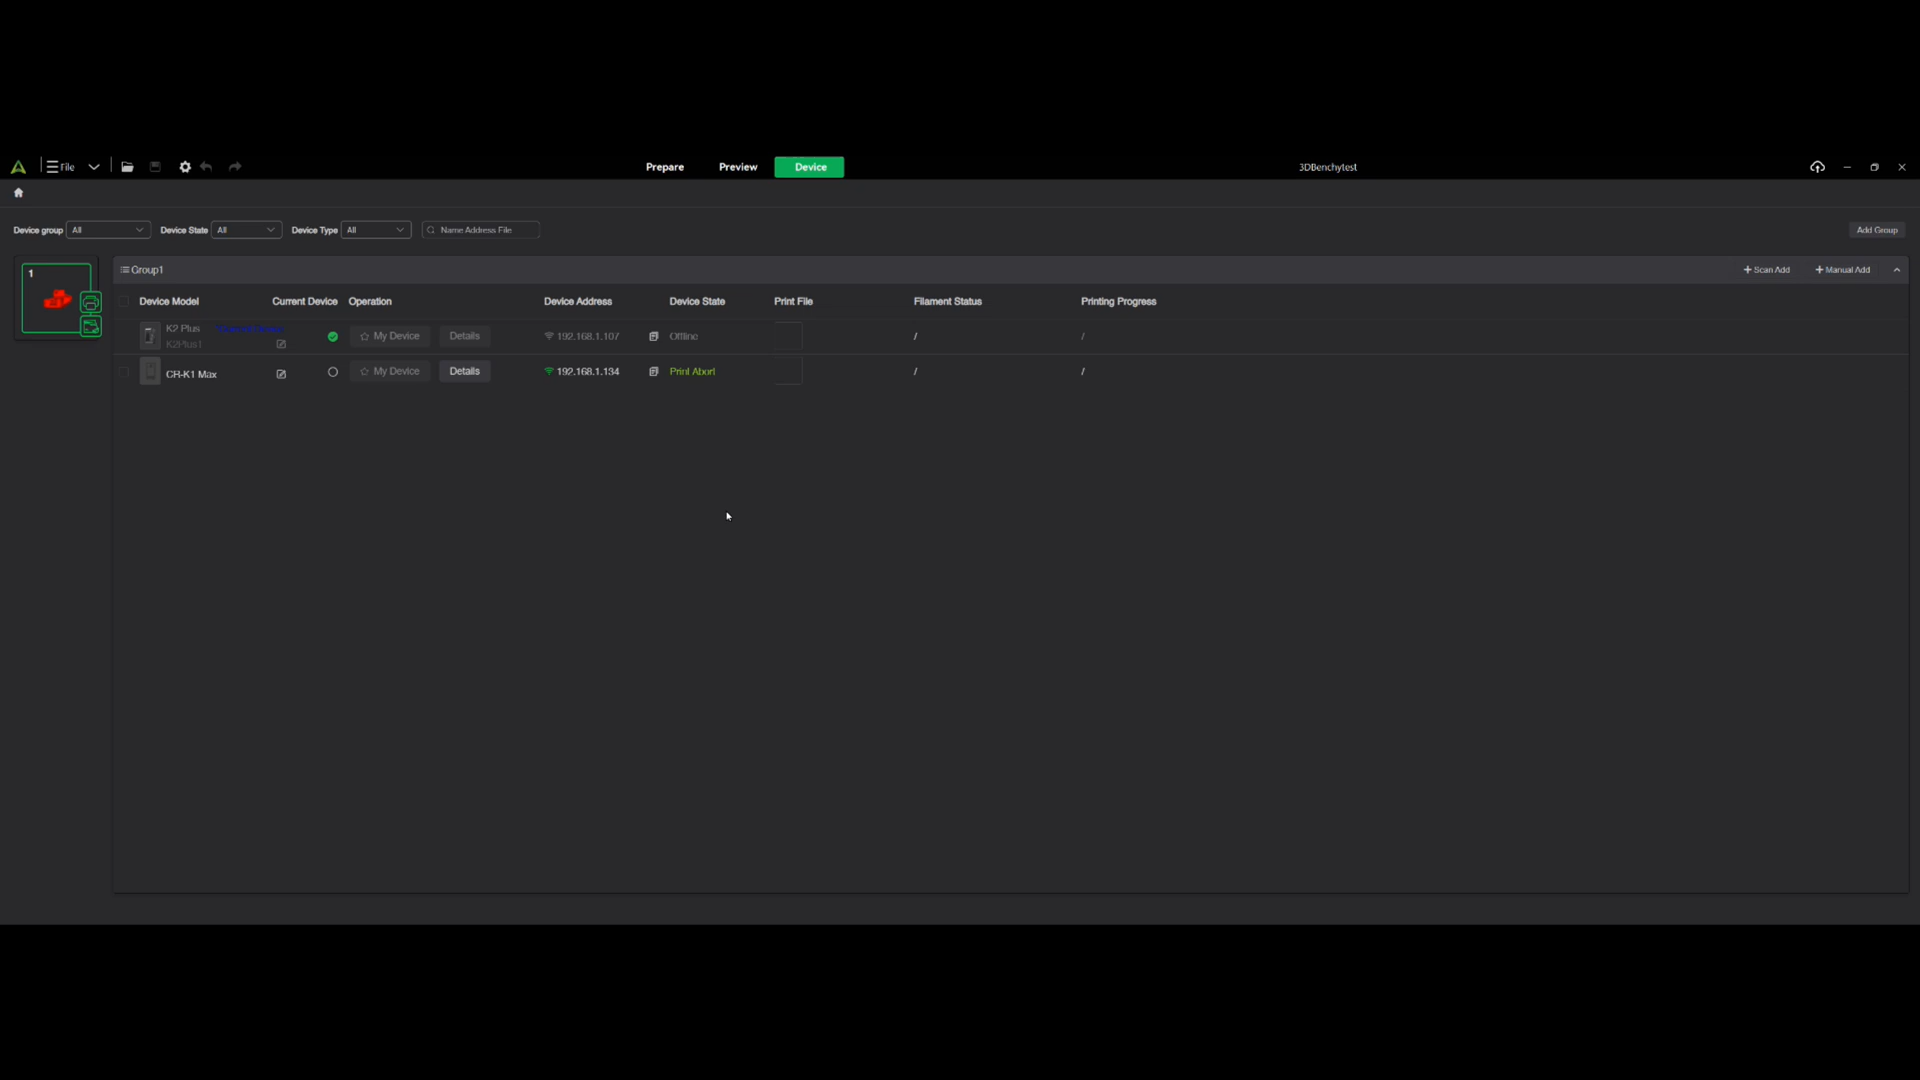 File Prepare Preview Device 3DBenchytest
Device group All Device State All Device Type All Name Address File Add Group
1
Group1 Scan Add Manual Add
Device Model Current Device Operation Device Address Device State Print File Filament Status Printing Progress
K2 Plus
K2Plus1 My Device Details 192.168.1.107 Offline / /
CR-K1 Max My Device Details 192.168.1.134 Print Abort / /